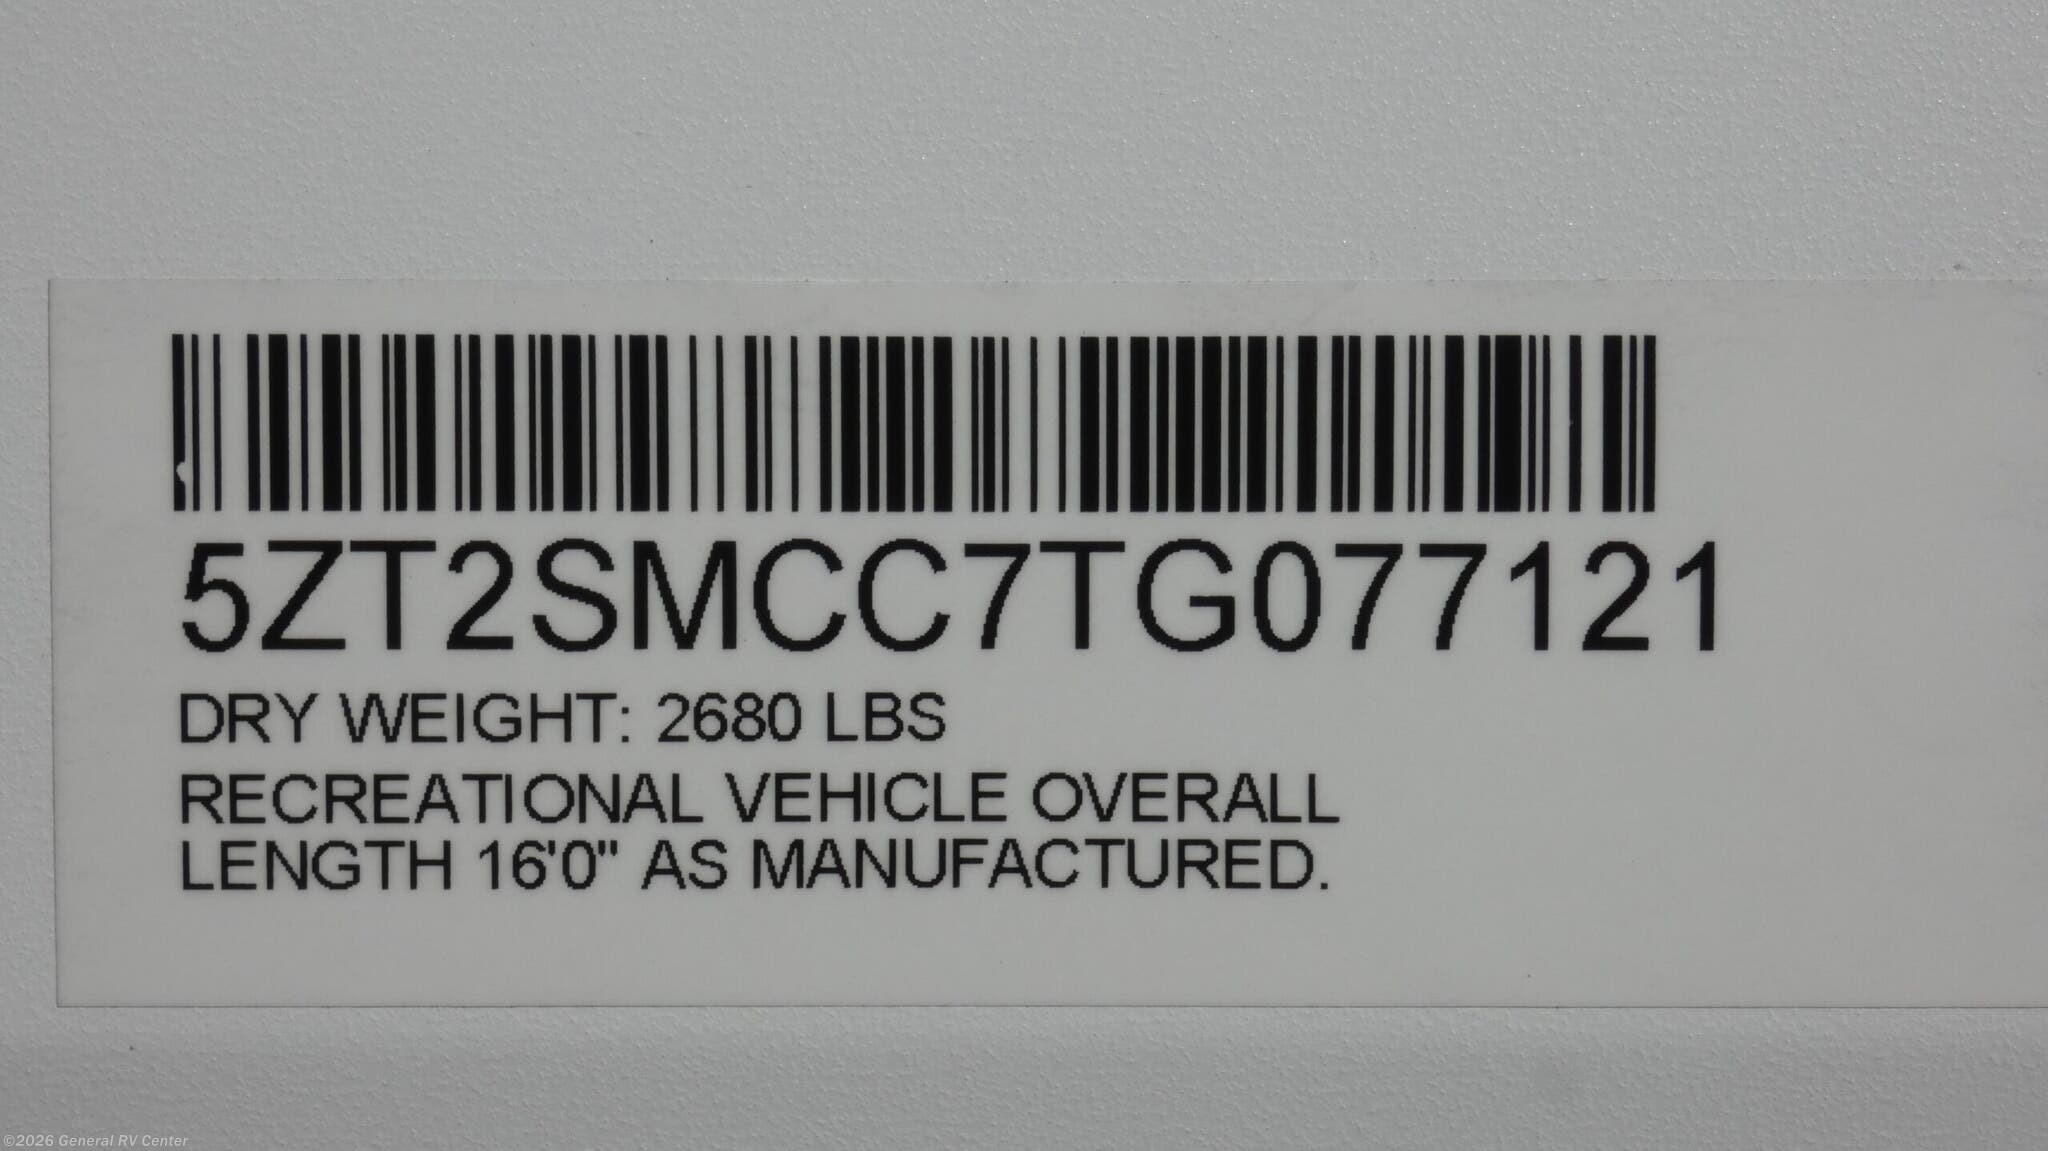 5ZT2SMCC7TG077121
DRY WEIGHT: 2680 LBS
RECREATIONAL VEHICLE OVERALL
LENGTH 16'0" AS MANUFACTURED.
©2026 General RV Center